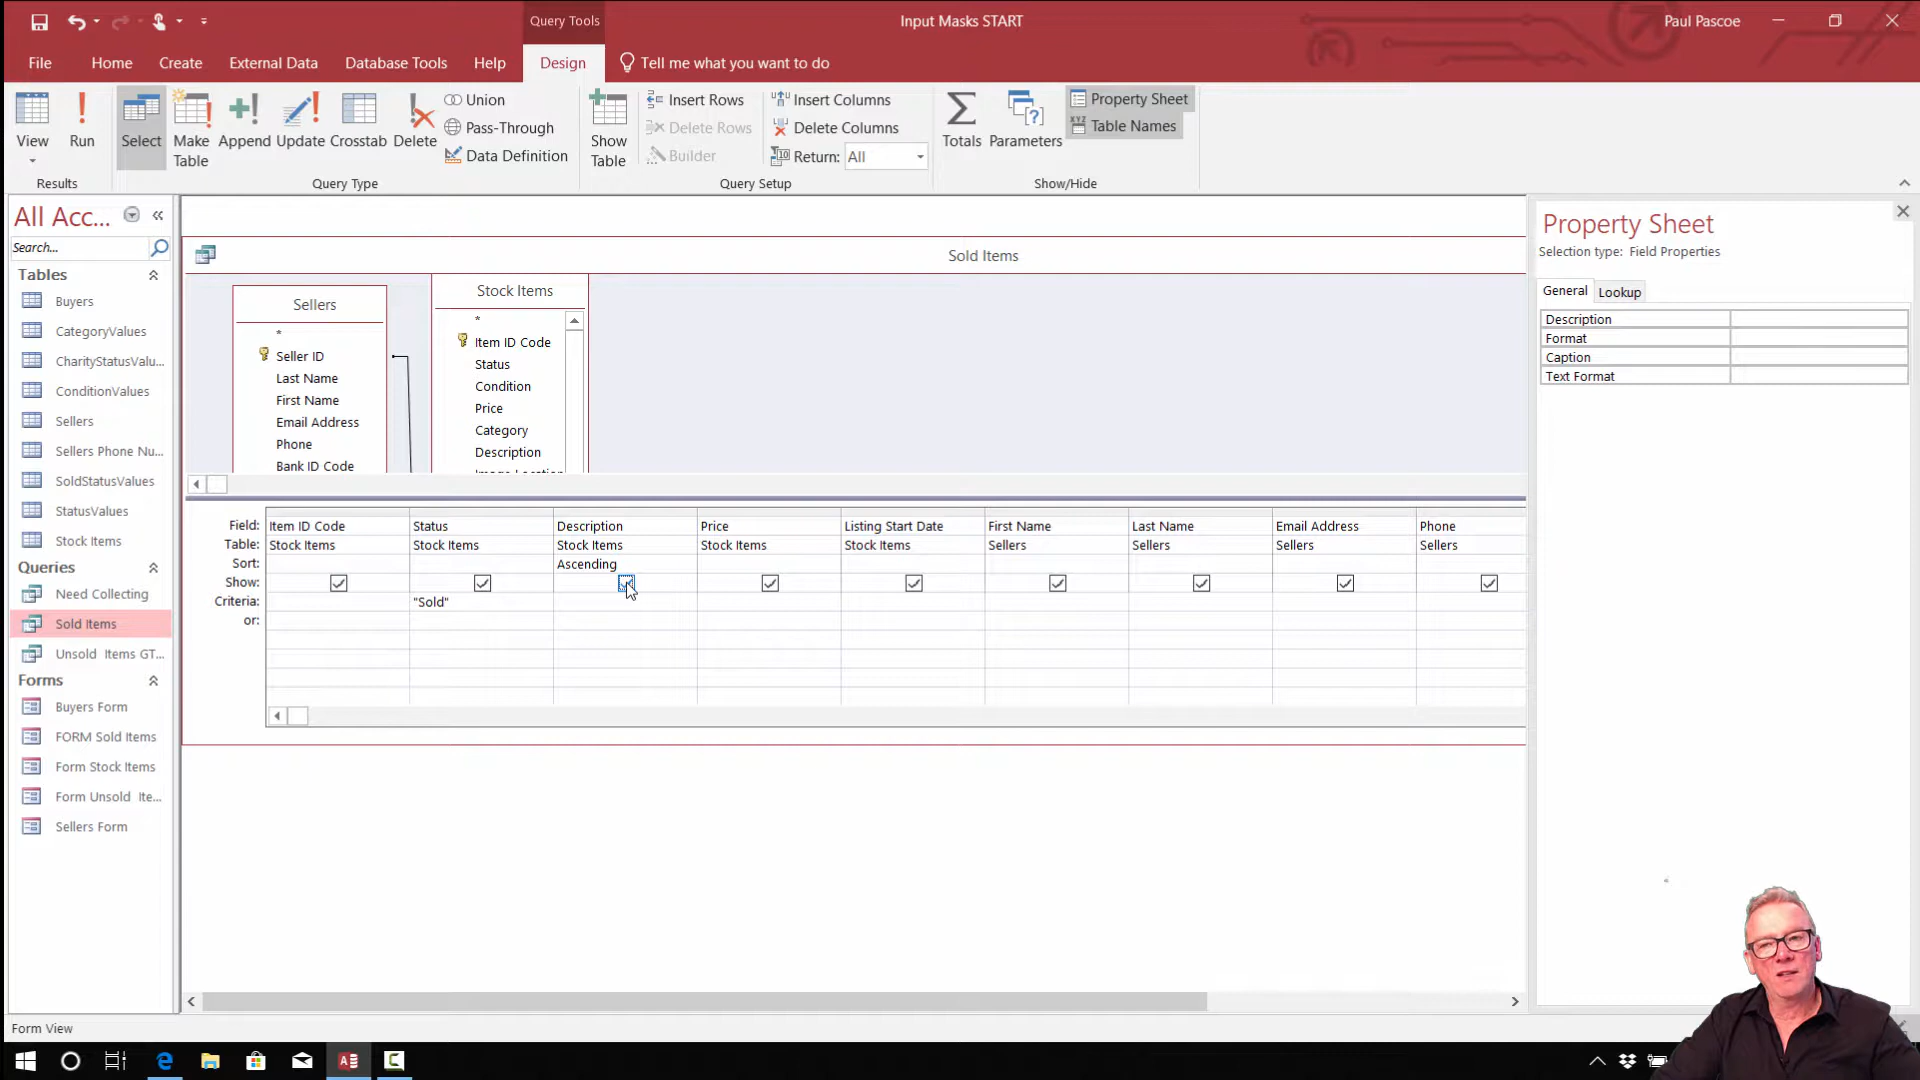 Query Tools
Input Masks START
Paul Pascoe
File
Home
Create
External Data
Database Tools
Help
Design
Tell me what you want to do
View
Run
Select
Make Table
Append
Update
Crosstab
Delete
Union
Pass-Through
Data Definition
Show Table
Insert Rows
Delete Rows
Builder
Insert Columns
Delete Columns
Return: All
Totals
Parameters
Property Sheet
Table Names
Results
Query Type
Query Setup
Show/Hide
All Acc...
Search...
Tables
Buyers
CategoryValues
CharityStatusValu...
ConditionValues
Sellers
Sellers Phone Nu...
SoldStatusValues
StatusValues
Stock Items
Queries
Need Collecting
Sold Items
Unsold Items GT...
Forms
Buyers Form
FORM Sold Items
Form Stock Items
Form Unsold Ite...
Sellers Form
Sold Items
Sellers
*
Seller ID
Last Name
First Name
Email Address
Phone
Bank ID Code
Stock Items
*
Item ID Code
Status
Condition
Price
Category
Description
Image Location
Field: Item ID Code Status Description Price Listing Start Date First Name Last Name Email Address Phone
Table: Stock Items Stock Items Stock Items Stock Items Stock Items Sellers Sellers Sellers Sellers
Sort: Ascending
Show:
Criteria: "Sold"
or:
Property Sheet
Selection type: Field Properties
General
Lookup
Description
Format
Caption
Text Format
Form View